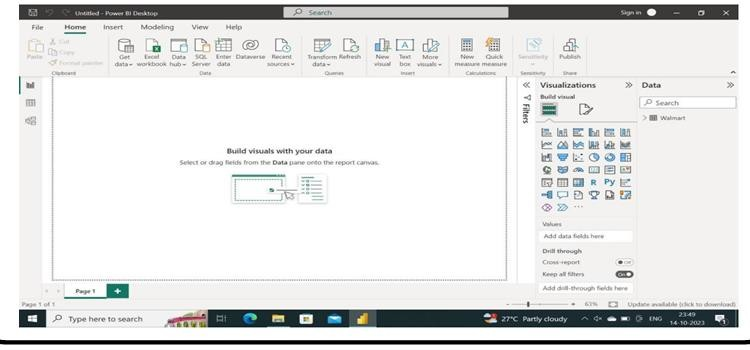 Untitled - Power BI Desktop
Search
Sign in
File Home Insert Modeling View Help
Paste
Cut
Copy
Format painter
Get data
Excel workbook
Data hub
SQL Server
Enter data
Dataverse
Recent sources
Transform data
Refresh
New visual
Text box
More visuals
New measure
Quick measure
Sensitivity
Publish
Clipboard
Data
Queries
Insert
Calculations
Sensitivity
Share
Build visuals with your data
Select or drag fields from the Data pane onto the report canvas.
Filters
Visualizations
Build visual
R Py
Values
Add data fields here
Drill through
Cross-report
Off
Keep all filters
On
Add drill-through fields here
Data
Search
Walmart
Page 1
Page 1 of 1
63%
Update available (click to download)
Type here to search
27°C Partly cloudy
ENG
23:49
14-10-2023